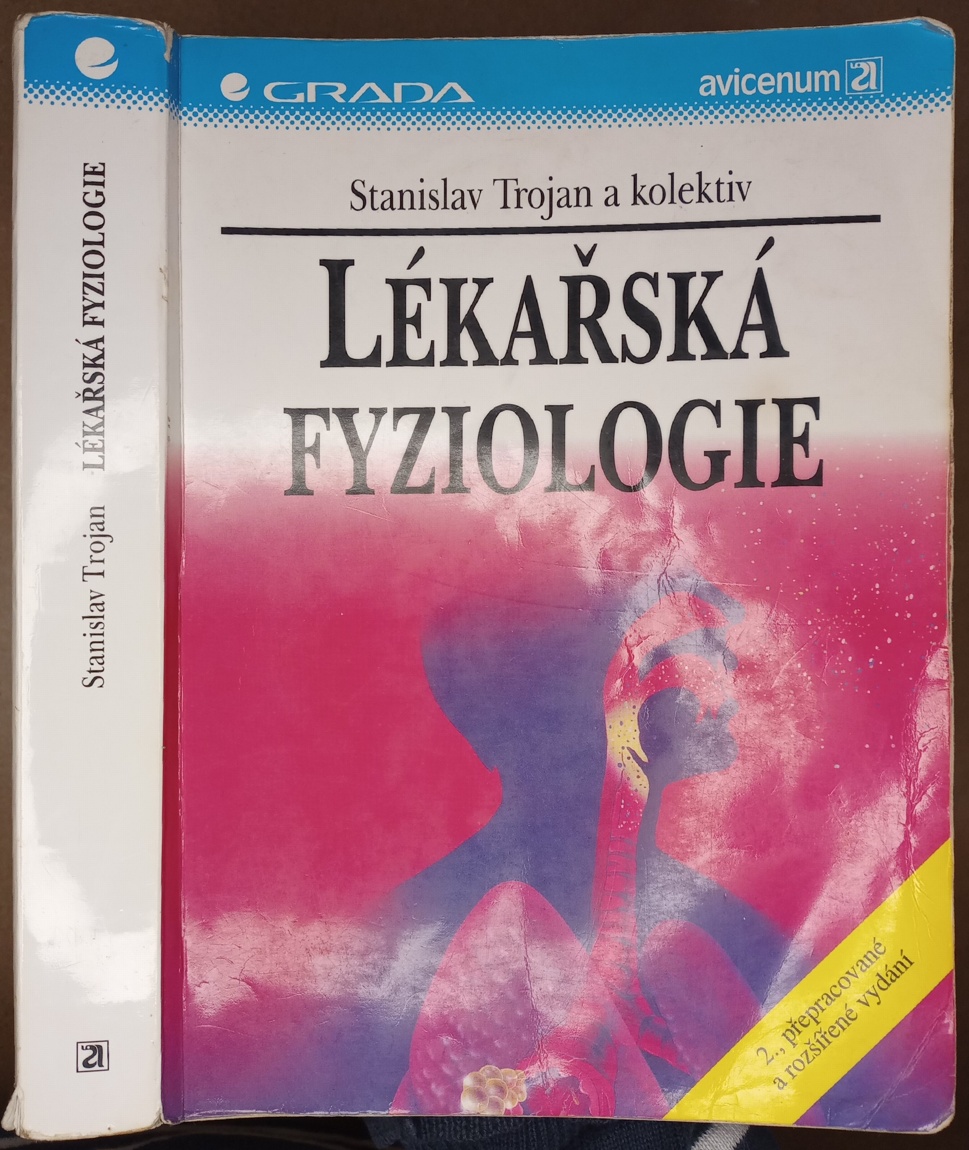 Stanislav Trojan LÉKAŘSKÁ FYZIOLOGIE
GRADA
avicenum
Stanislav Trojan a kolektiv
LÉKAŘSKÁ
FYZIOLOGIE
2., přepracované
a rozšířené vydání